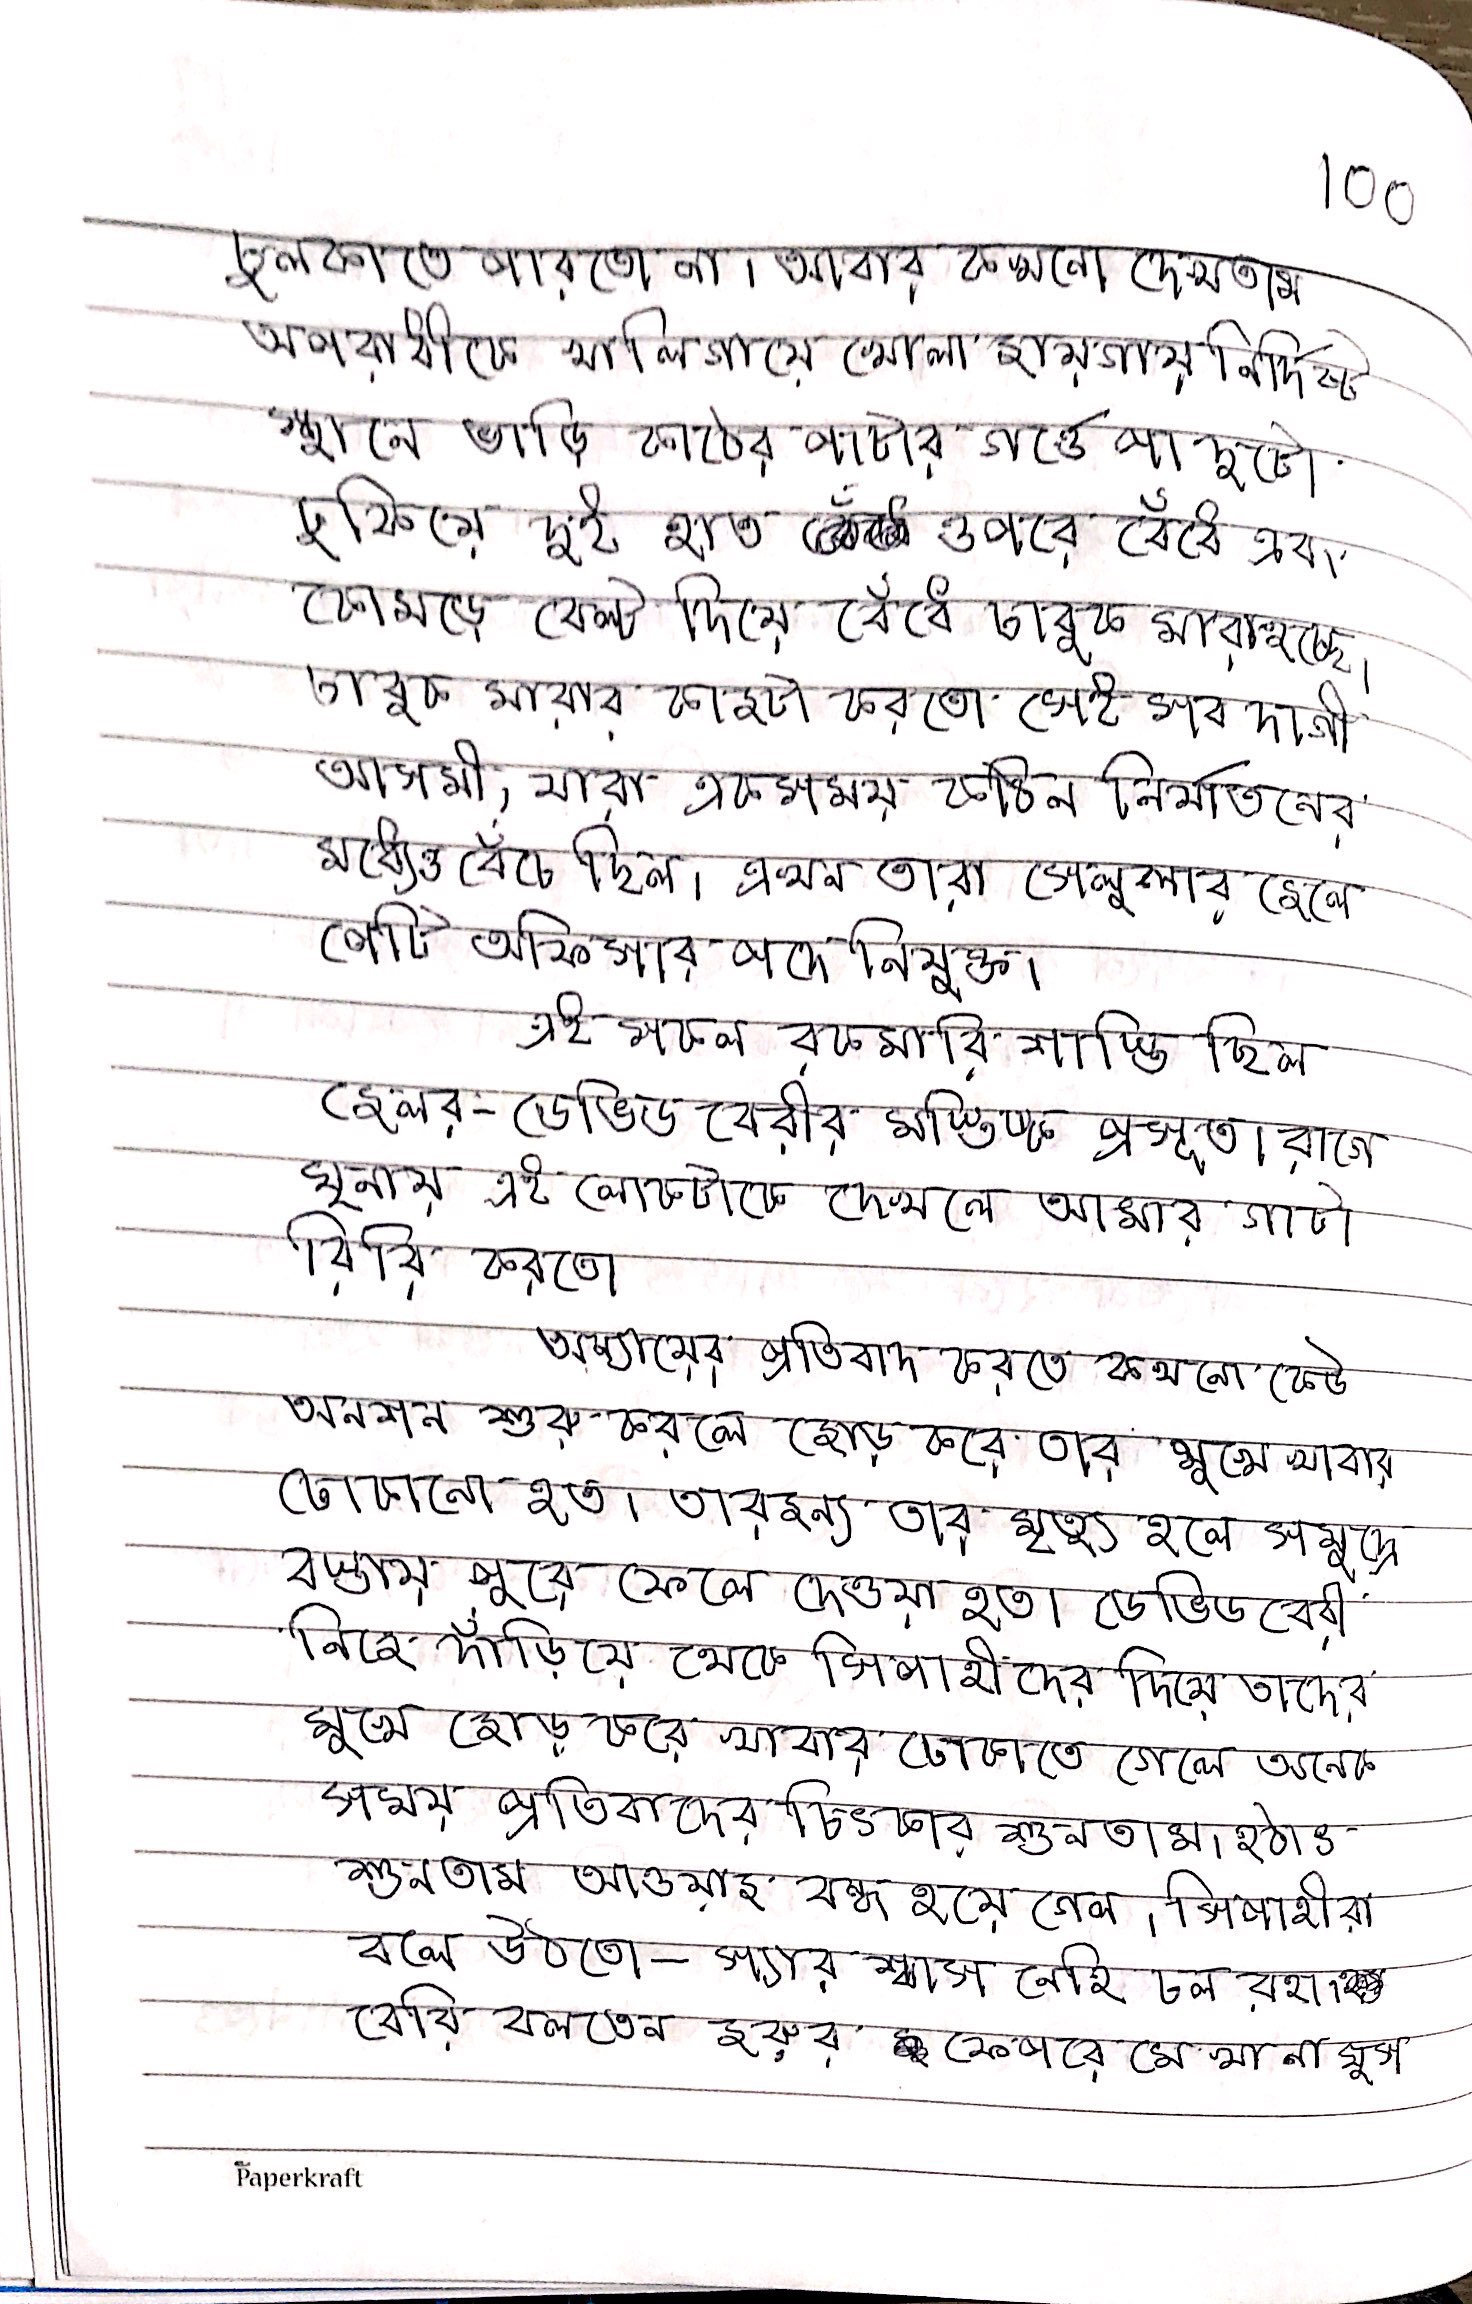 100
চুলকাতে পারতো না। আবার কখনো দেখতাম
অপরাধীকে খালিগায়ে খোলা জায়গায় নির্দিষ্ট
স্থানে ভাড়ি কাঠের পাটার গর্তে পা দুটো
ঢুকিয়ে দুই হাত ওপরে বেঁধে এবং
কোমড়ে বেল্ট দিয়ে বেঁধে চাবুক মারা হচ্ছে।
চাবুক মারার কাজটা করতো সেই সব দাগী
আসামী, যারা একসময় কঠিন নির্যাতনের
মধ্যেও বেঁচে ছিল। এখন তারা সেলুলার জেলে
পেটি অফিসার পদে নিযুক্ত।
এই সকল রকমারি শাস্তি ছিল
জেলর - ডেভিড বেরীর মস্তিষ্ক প্রসূত। রাগে
ঘৃনায় এই লোকটাকে দেখলে আমার গাটা
রিরি করতো
অন্যায়ের প্রতিবাদ করতে কখনো কেউ
অনশন শুরু করলে জোড় করে তার মুখে খাবার
ঢোকানো হত। তারজন্য তার মৃত্যু হলে সমুদ্রে
বস্তায় পুরে ফেলে দেওয়া হত। ডেভিড বেরী
নিজে দাঁড়িয়ে থেকে সিপাহীদের দিয়ে তাদের
মুখে জোড় করে খাবার ঢোকাতে গেলে অনেক
সময় প্রতিবাদের চিৎকার শুনতাম। হঠাৎ
শুনতাম আওয়াজ বন্ধ হয়ে গেল। সিপাহীরা
বলে উঠতো – স্যার শ্বাস নেহি চল রহা।
বেরি বলতেন জরুর ফেপরে মে খানা ঘুস
Paperkraft